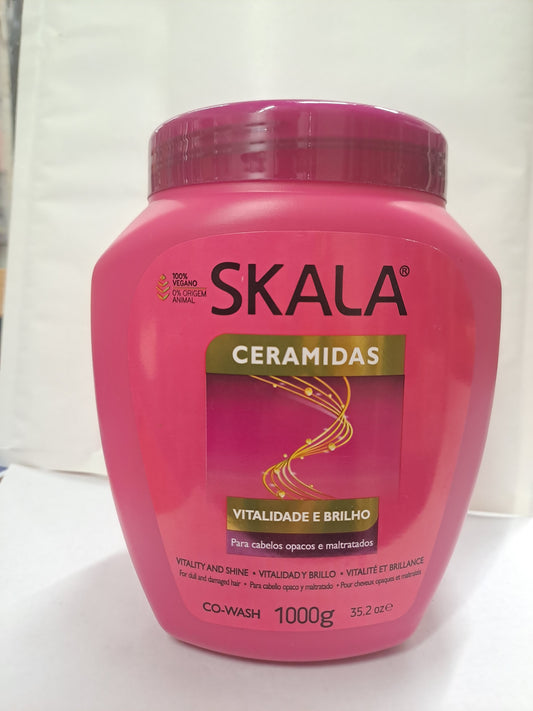 100%
VEGANO
0% ORIGEM
ANIMAL
SKALA®
CERAMIDAS
VITALIDADE E BRILHO
Para cabelos opacos e maltratados
VITALITY AND SHINE • VITALIDAD Y BRILLO • VITALITÉ ET BRILLANCE
For dull and damaged hair • Para cabello opaco y maltratado • Pour cheveux opaques et maltraités
CO-WASH 1000g 35.2 oz℮